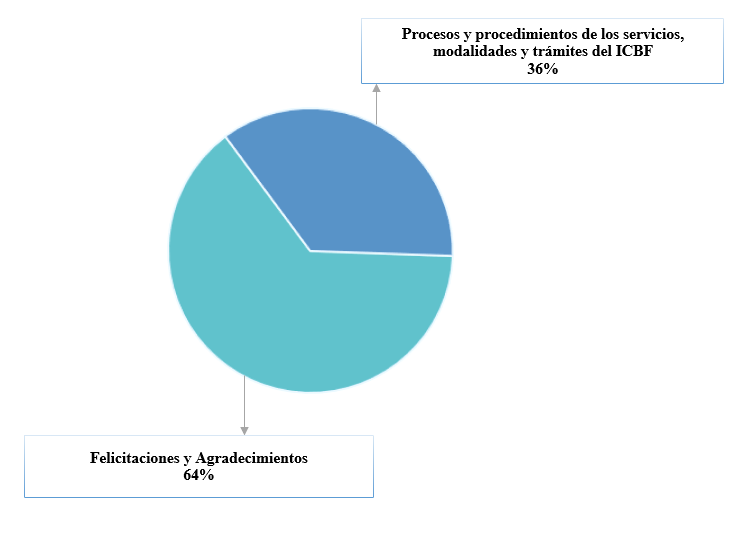 Procesos y procedimientos de los servicios,
modalidades y trámites del ICBF
36%
Felicitaciones y Agradecimientos
64%